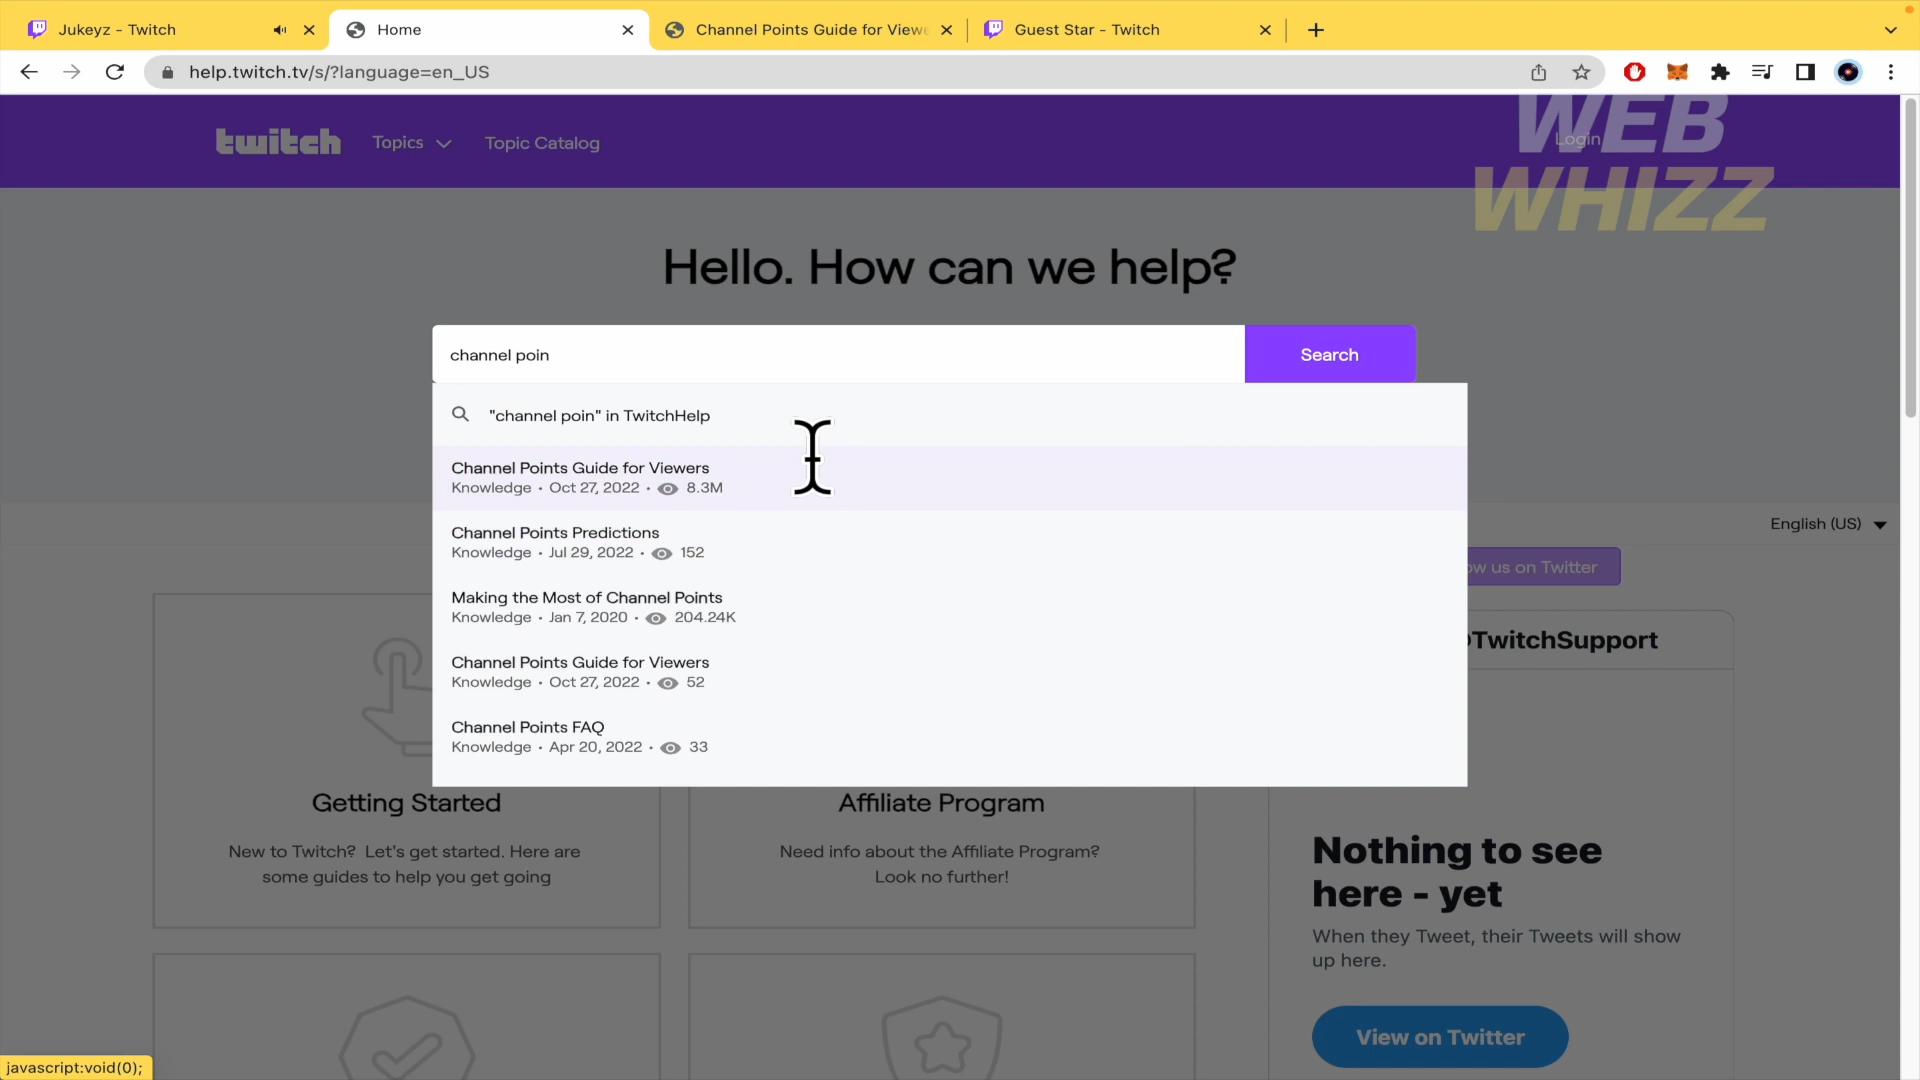 Jukeyz - Twitch
Home
Channel Points Guide for Viewe
Guest Star - Twitch
help.twitch.tv/s/?language=en_US
twitch
Topics
Topic Catalog
Login
WEB
WHIZZ
Hello. How can we help?
channel poin
Search
"channel poin" in TwitchHelp
Channel Points Guide for Viewers
Knowledge • Oct 27, 2022 • 8.3M
Channel Points Predictions
Knowledge • Jul 29, 2022 • 152
Making the Most of Channel Points
Knowledge • Jan 7, 2020 • 204.24K
Channel Points Guide for Viewers
Knowledge • Oct 27, 2022 • 52
Channel Points FAQ
Knowledge • Apr 20, 2022 • 33
English (US)
ow us on Twitter
@TwitchSupport
Getting Started
New to Twitch? Let's get started. Here are
some guides to help you get going
Affiliate Program
Need info about the Affiliate Program?
Look no further!
Nothing to see
here - yet
When they Tweet, their Tweets will show
up here.
View on Twitter
javascript:void(0);